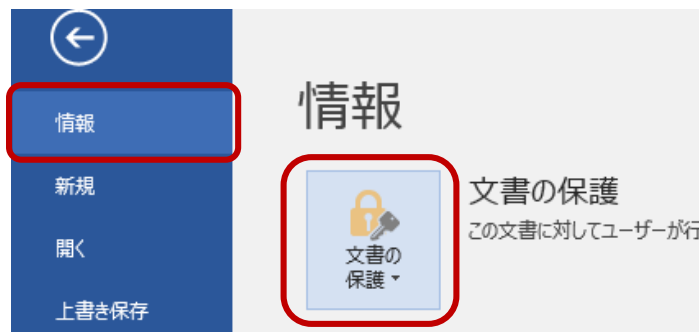 情報
新規
開く
上書き保存
情報
文書の
保護
文書の保護
この文書に対してユーザーが行